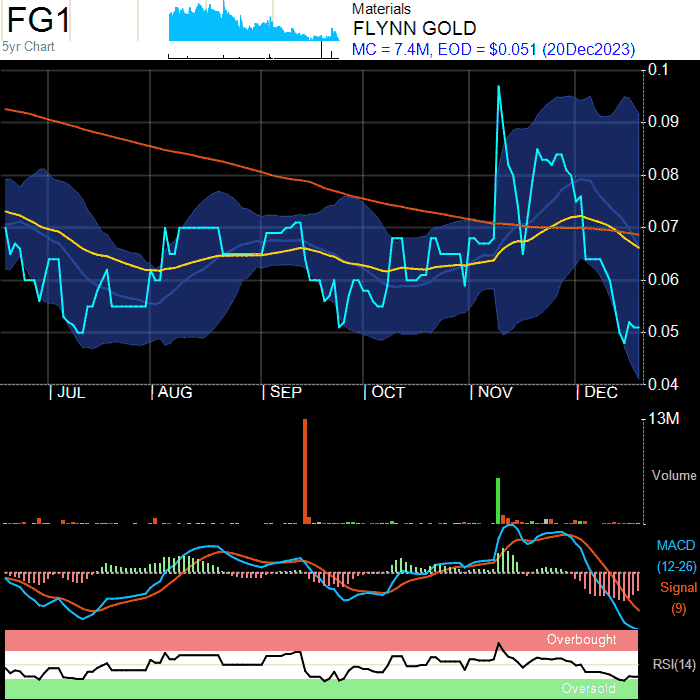 FG1
5yr Chart
Materials
FLYNN GOLD
MC = 7.4M, EOD = $0.051 (20Dec2023)
0.1
0.09
0.08
0.07
0.06
0.05
0.04
JUL AUG SEP OCT NOV DEC
13M
Volume
MACD
(12-26)
Signal
(9)
Overbought
RSI(14)
Oversold